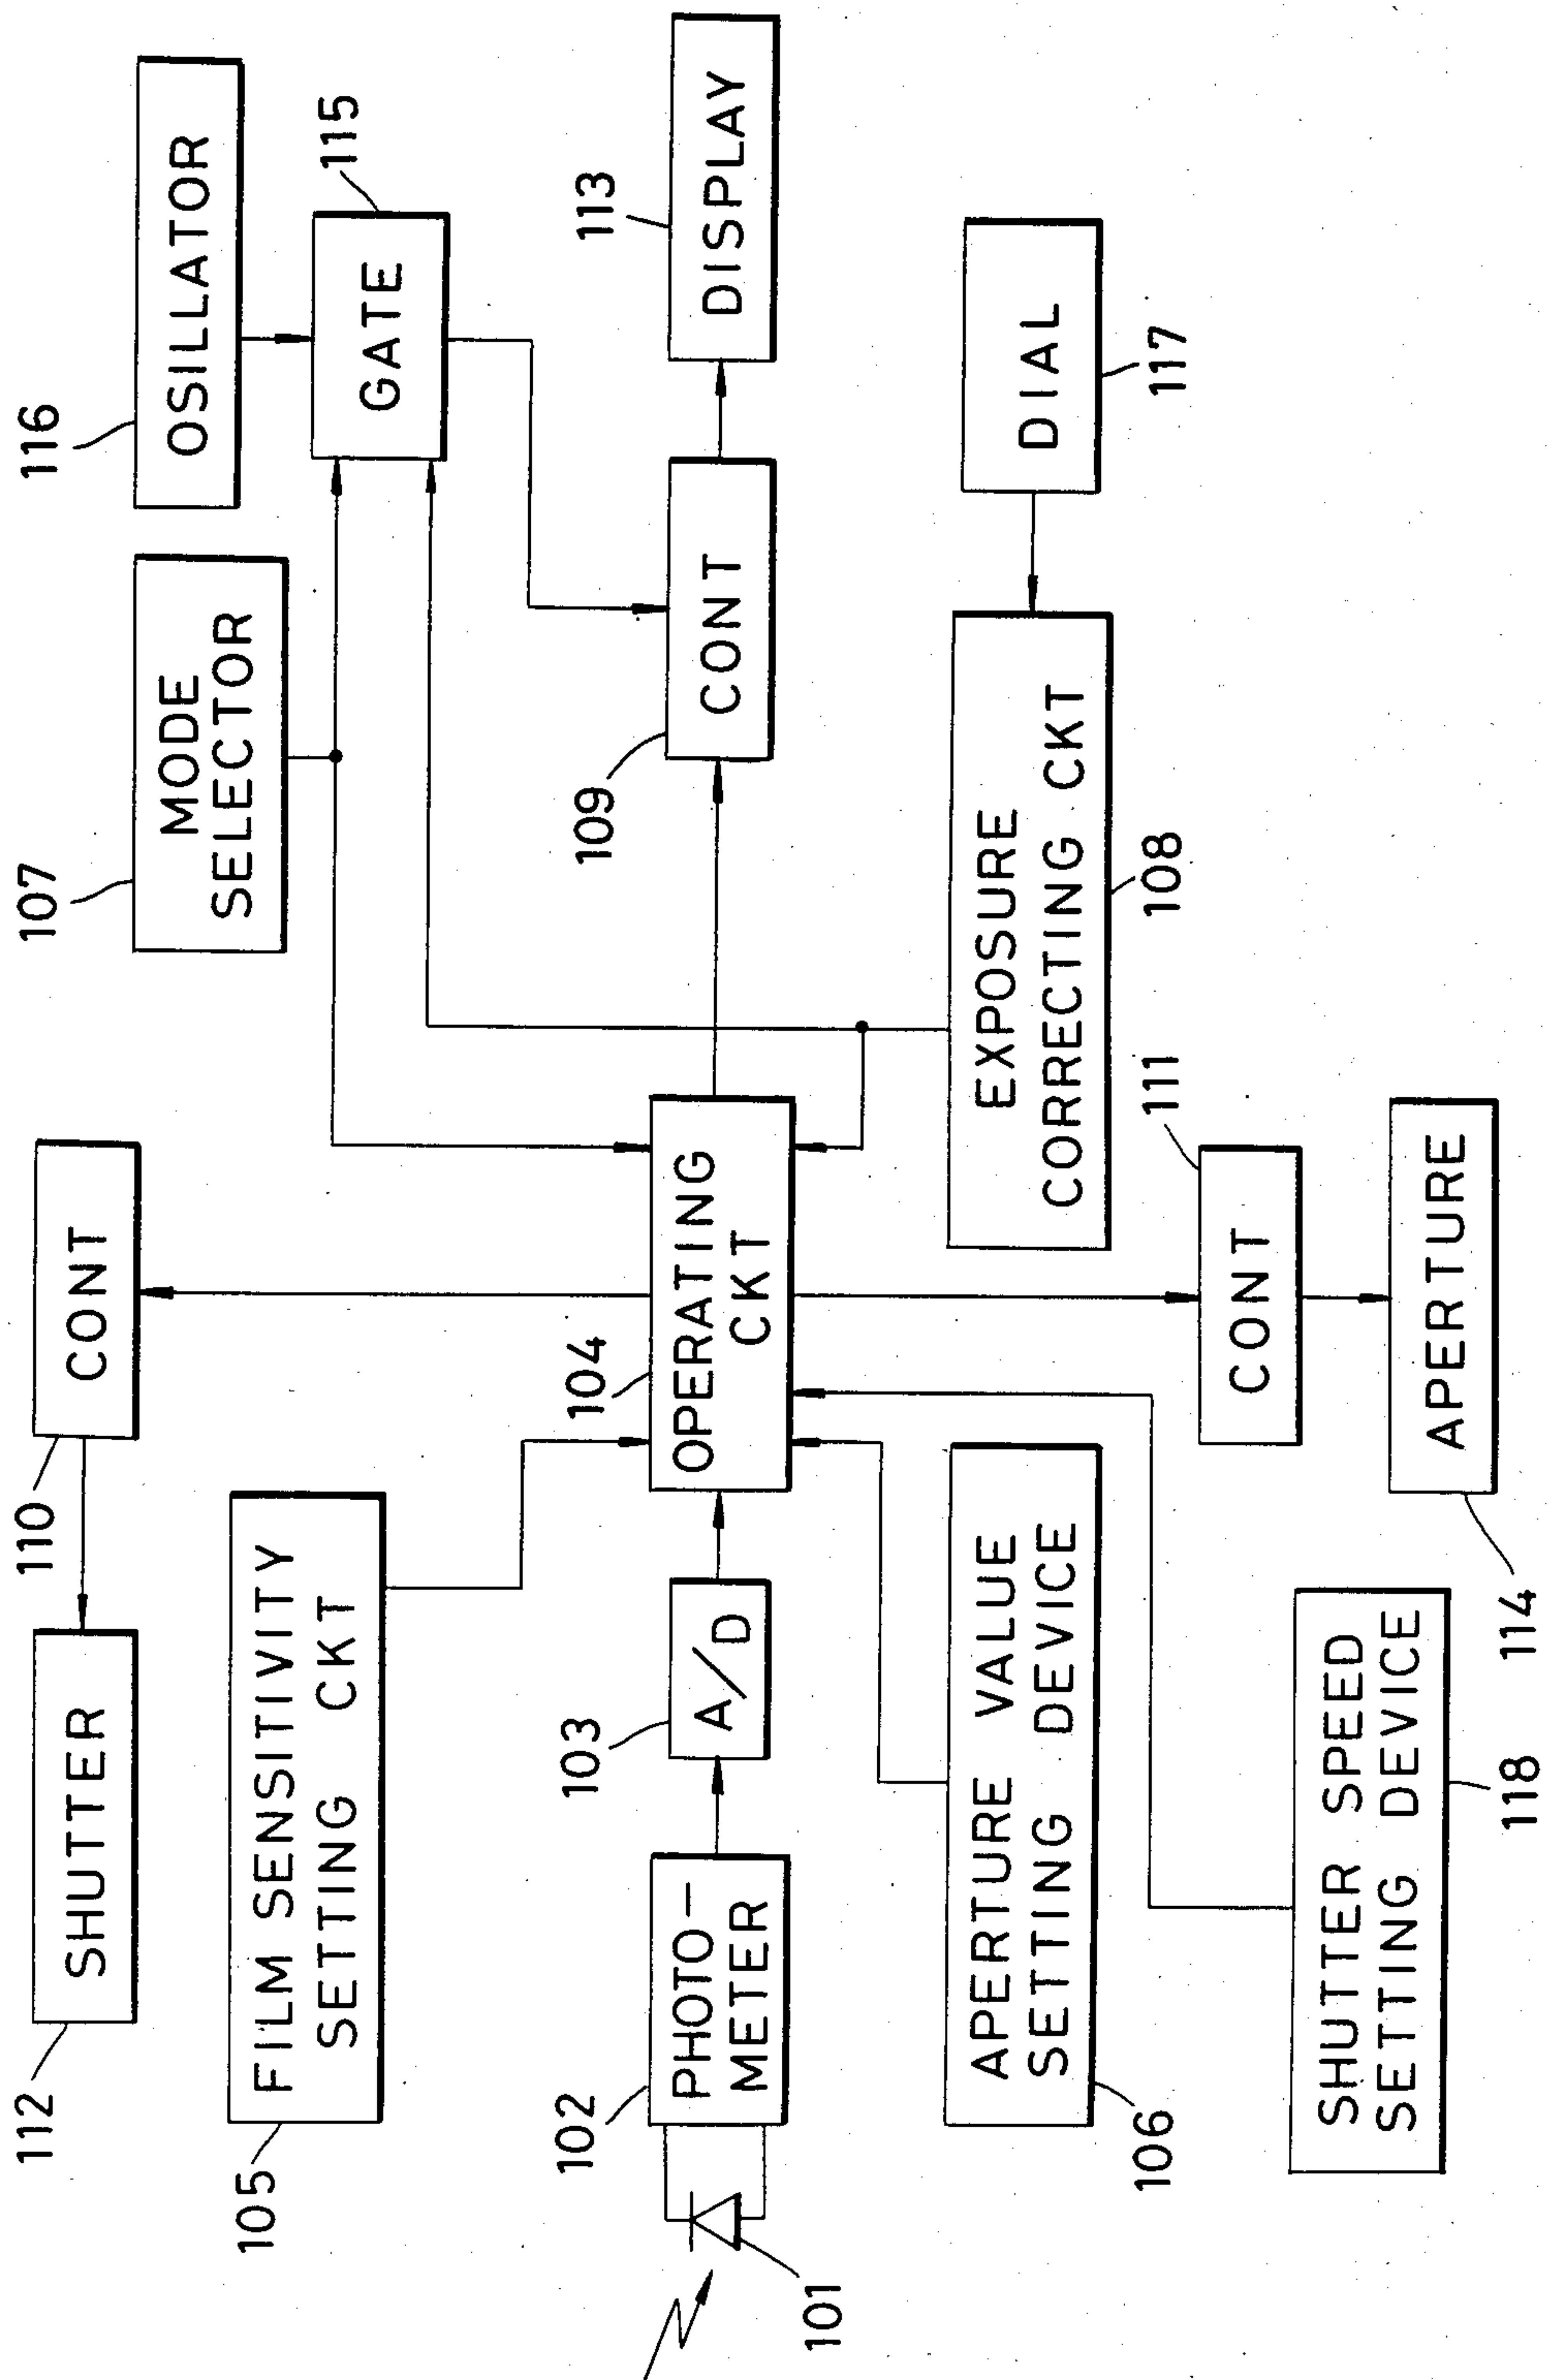 112
SHUTTER
110
CONT
107
MODE
SELECTOR
116
OSILLATOR
105
FILM SENSITIVITY
SETTING CKT
GATE
115
101
102
PHOTO-
METER
103
A/D
104
OPERATING
CKT
109
CONT
113
DISPLAY
106
APERTURE VALUE
SETTING DEVICE
EXPOSURE
CORRECTING CKT
108
DIAL
117
111
CONT
SHUTTER SPEED
SETTING DEVICE
118
114
APERTURE